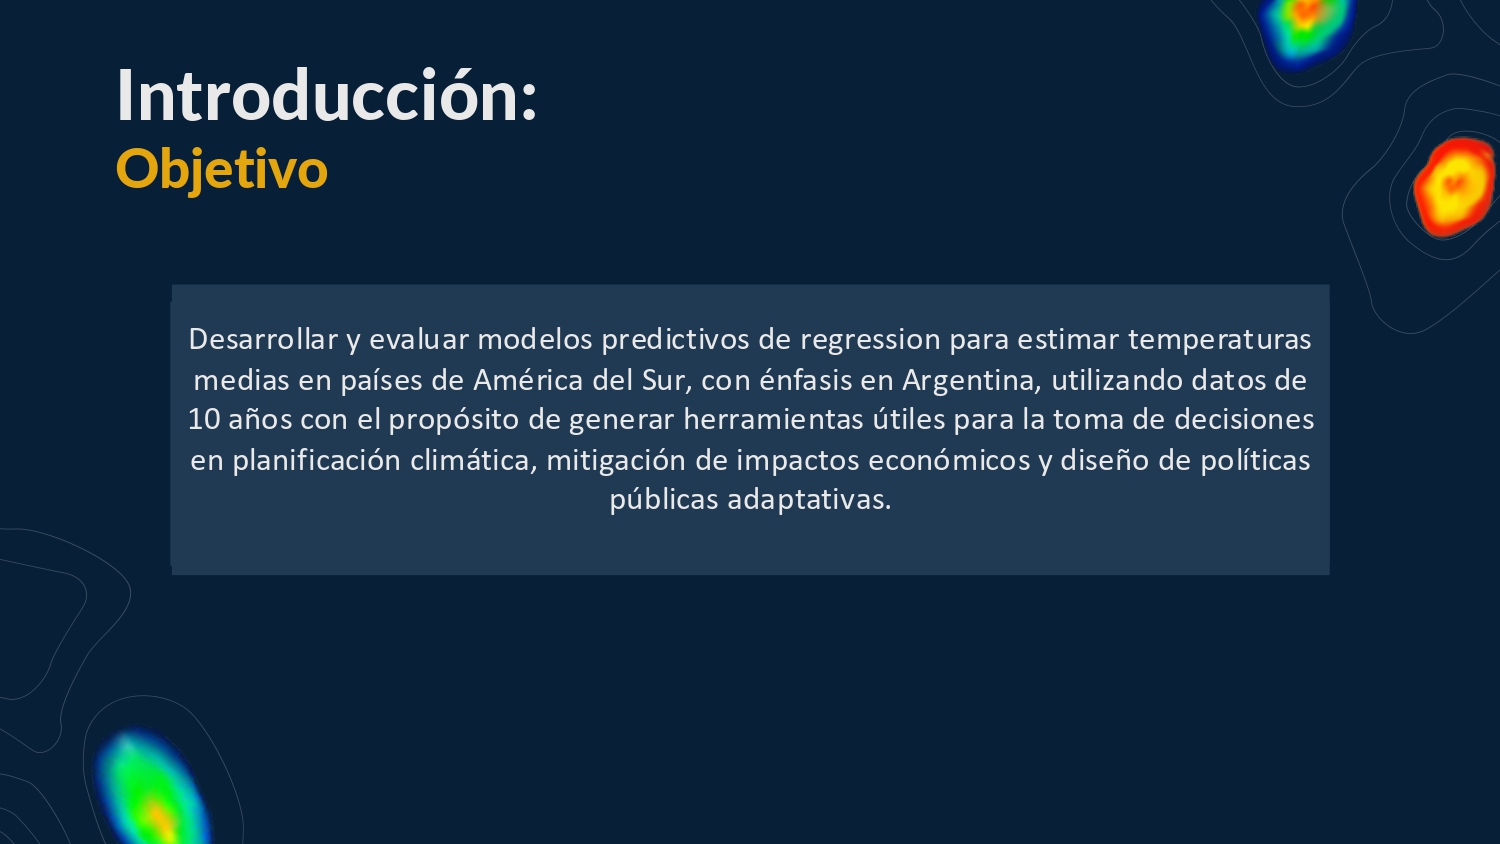 Introducción:
Objetivo
Desarrollar y evaluar modelos predictivos de regression para estimar temperaturas
medias en países de América del Sur, con énfasis en Argentina, utilizando datos de
10 años con el propósito de generar herramientas útiles para la toma de decisiones
en planificación climática, mitigación de impactos económicos y diseño de políticas
públicas adaptativas.